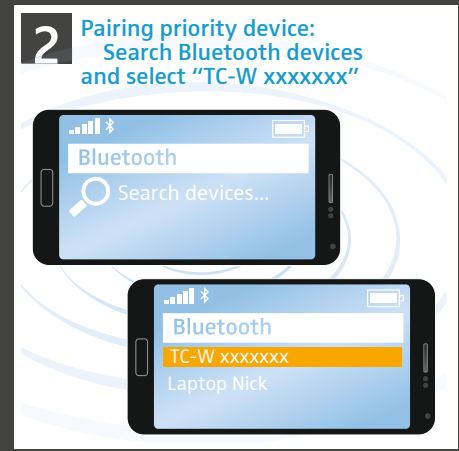 2
Pairing priority device:
Search Bluetooth devices
and select “TC-W xxxxxxx”
Bluetooth
Search devices...
Bluetooth
TC-W xxxxxxx
Laptop Nick